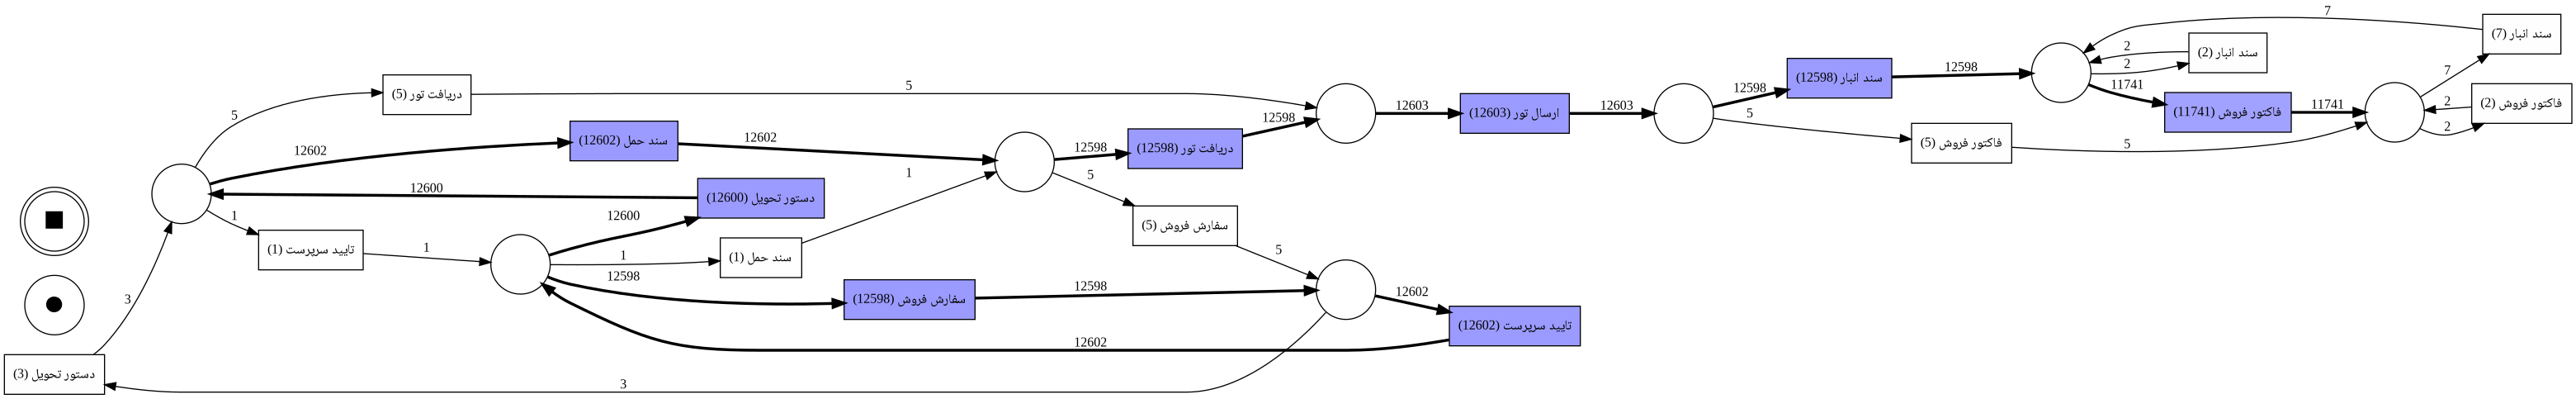 دستور تحویل (3)
3
5
12602
1
تایید سرپرست (1)
1
دریافت تور (5)
5
سند حمل (12602)
12602
12600
دستور تحویل (12600)
12600
1
12598
سند حمل (1)
1
سفارش فروش (12598)
12598
12602
3
12598
5
دریافت تور (12598)
12598
سفارش فروش (5)
5
12602
تایید سرپرست (12602)
12603
ارسال تور (12603)
12603
12598
5
سند انبار (12598)
12598
فاکتور فروش (5)
5
7
2
2
11741
سند انبار (2)
فاکتور فروش (11741)
11741
7
2
2
سند انبار (7)
فاکتور فروش (2)